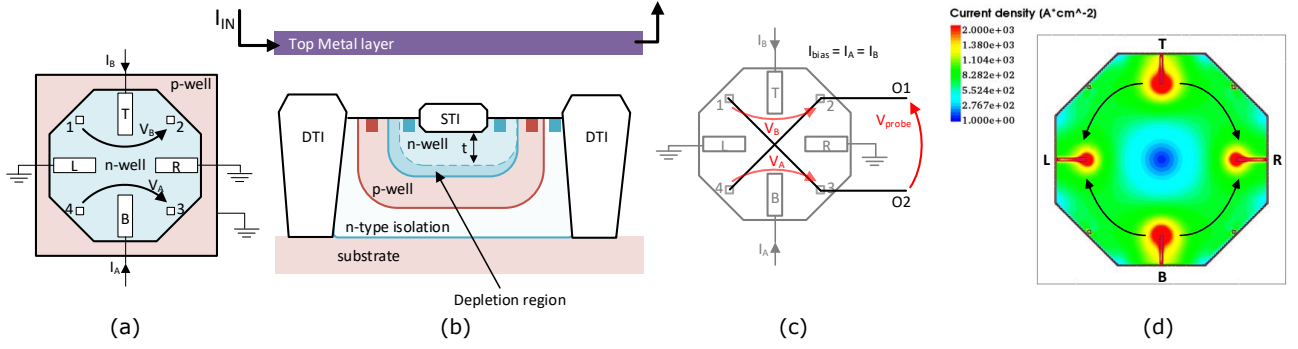 I_B
p-well
T
1
2
V_B
L
n-well
R
V_A
4
3
B
I_A
(a)
I_IN
Top Metal layer
DTI
STI
DTI
n-well
t
p-well
n-type isolation
substrate
Depletion region
(b)
I_B
I_bias = I_A = I_B
T
1
2
O1
V_B
V_probe
L
R
V_A
4
3
B
O2
I_A
(c)
Current density (A*cm^-2)
2.000e+03
1.380e+03
1.104e+03
8.282e+02
5.524e+02
2.767e+02
1.000e+00
T
L
R
B
(d)